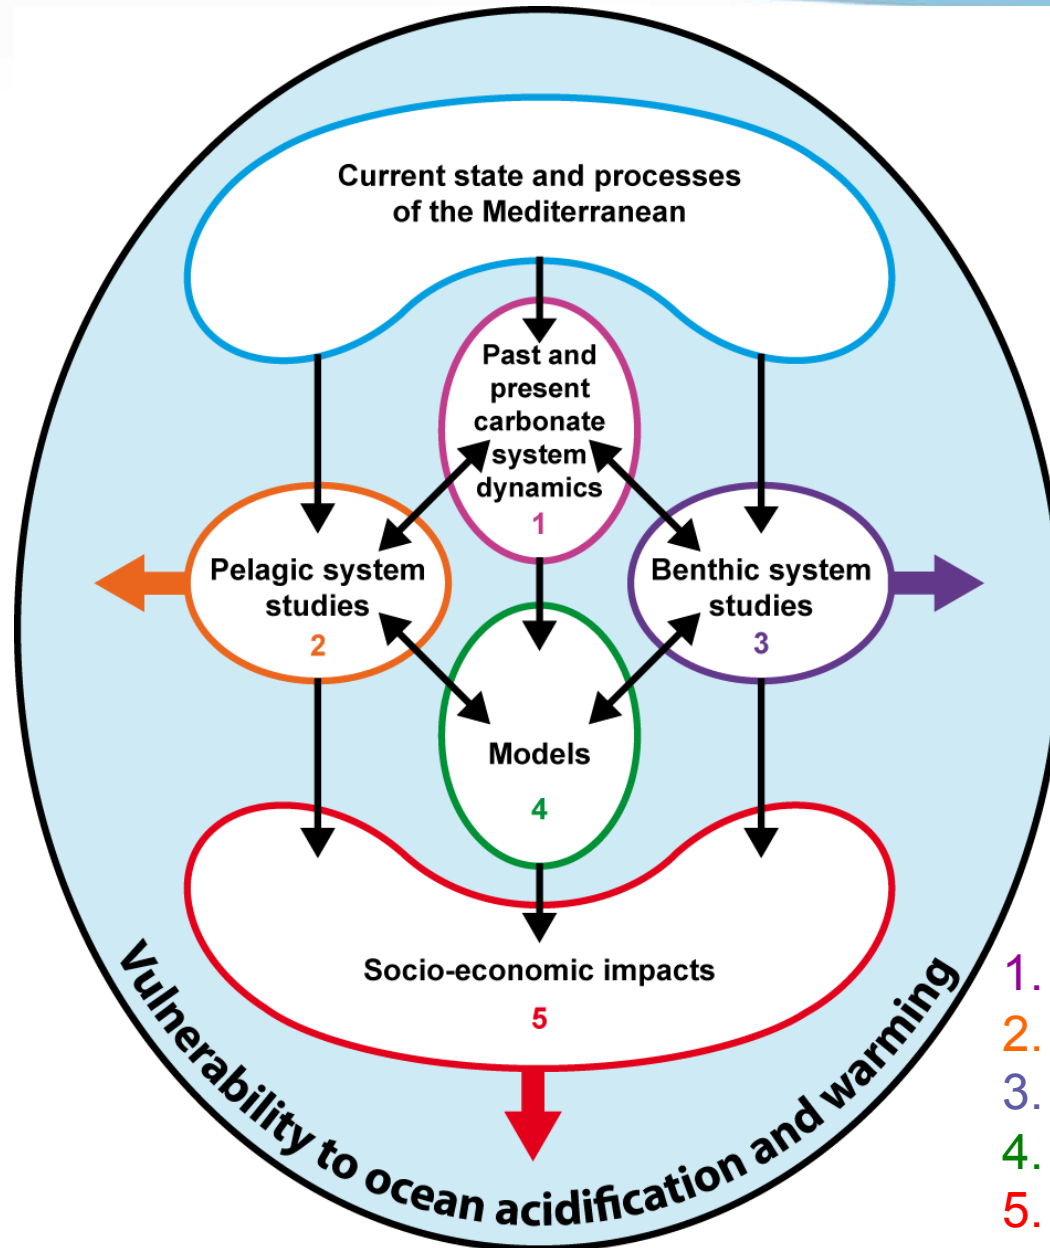 Current state and processes
of the Mediterranean
Past and
present
carbonate
system
dynamics
1
Pelagic system
studies
2
Benthic system
studies
3
Models
4
Socio-economic impacts
5
Vulnerability to ocean acidification and warming
1.
2.
3.
4.
5.